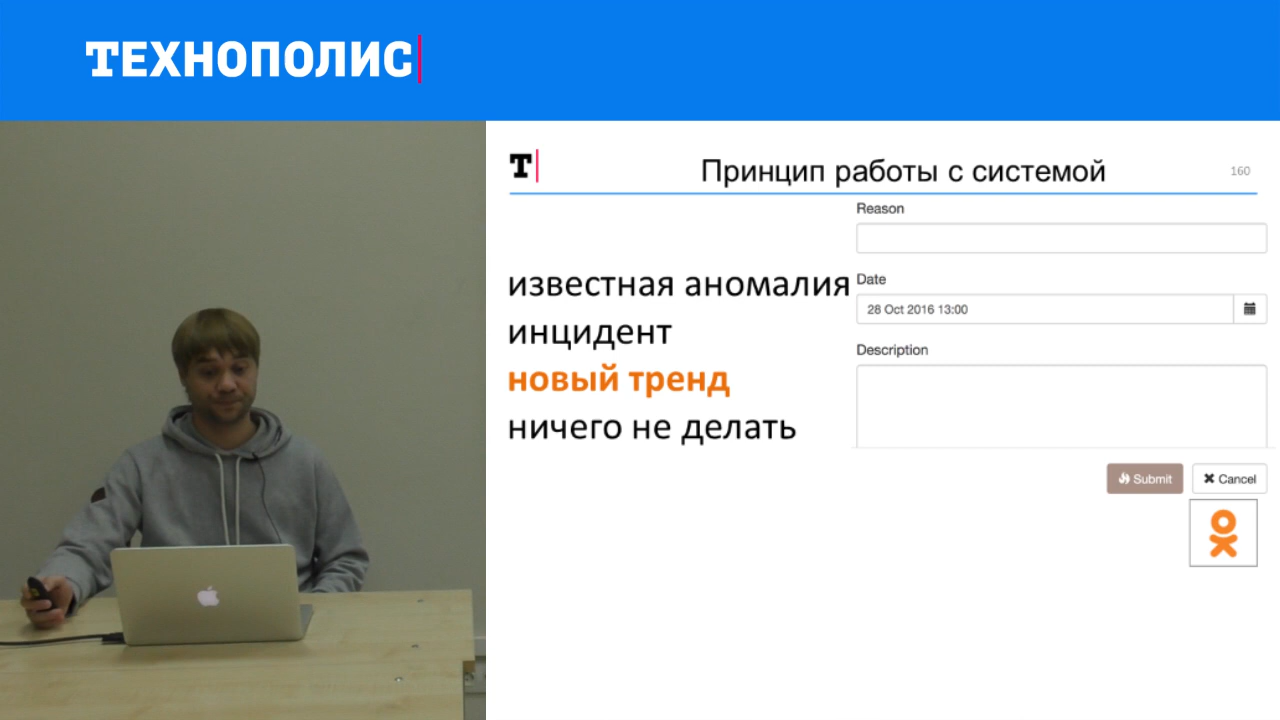 ТЕХНОПОЛИС
Т
Принцип работы с системой
160
Reason
известная аномалия
инцидент
новый тренд
ничего не делать
Date
28 Oct 2016 13:00
Description
Submit
Cancel